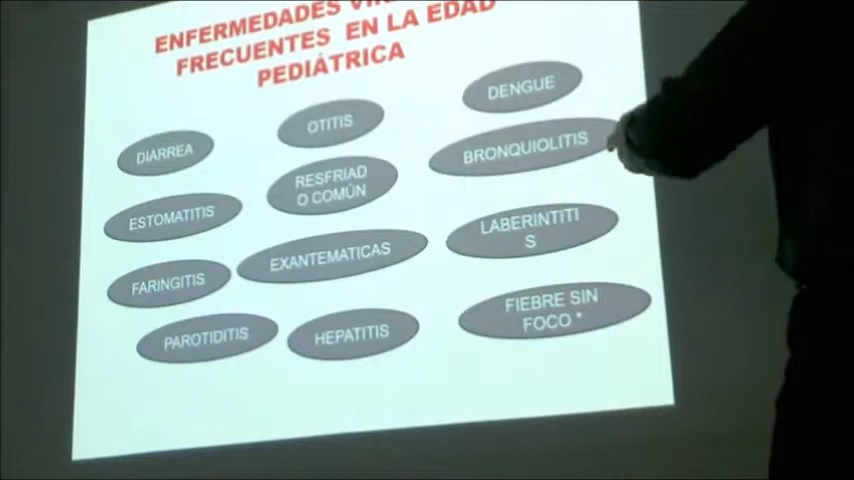 ENFERMEDADES
FRECUENTES EN LA EDAD
PEDIÁTRICA
DIARREA
ESTOMATITIS
FARINGITIS
PAROTIDITIS
OTITIS
RESFRIAD
O COMÚN
EXANTEMATICAS
HEPATITIS
DENGUE
BRONQUIOLITIS
LABERINTITI
S
FIEBRE SIN
FOCO *